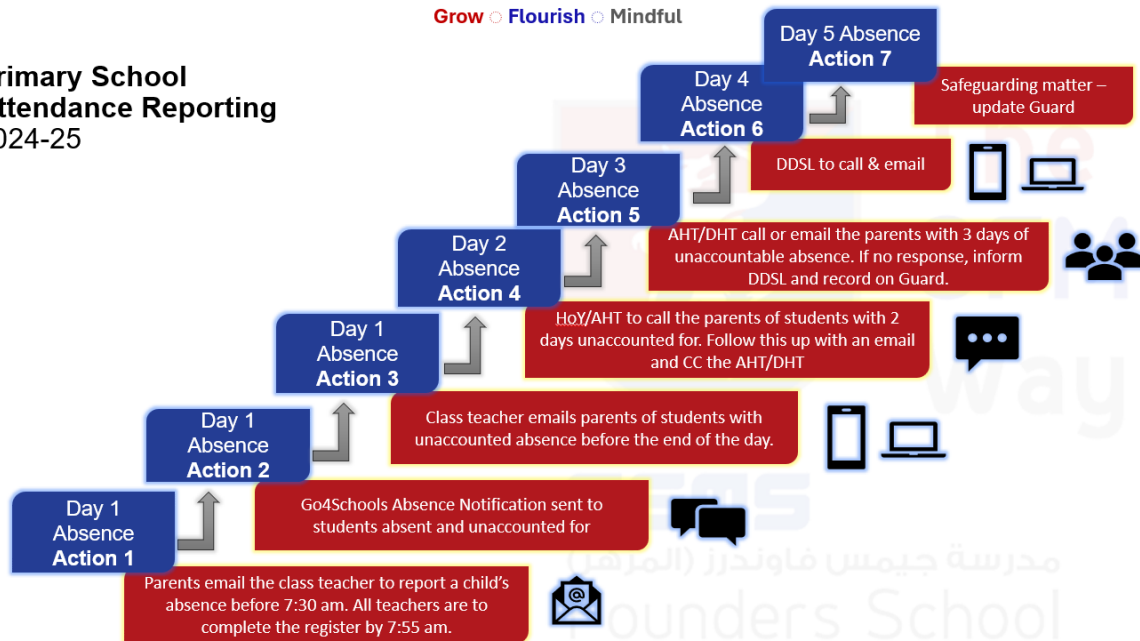 Grow Flourish Mindful
rimary School
ttendance Reporting
024-25
Day 5 Absence
Action 7
Safeguarding matter –
update Guard
Day 4
Absence
Action 6
DDSL to call & email
Day 3
Absence
Action 5
AHT/DHT call or email the parents with 3 days of
unaccountable absence. If no response, inform
DDSL and record on Guard.
Day 2
Absence
Action 4
HoY/AHT to call the parents of students with 2
days unaccounted for. Follow this up with an email
and CC the AHT/DHT
Day 1
Absence
Action 3
Class teacher emails parents of students with
unaccounted absence before the end of the day.
Day 1
Absence
Action 2
Go4Schools Absence Notification sent to
students absent and unaccounted for
Day 1
Absence
Action 1
Parents email the class teacher to report a child's
absence before 7:30 am. All teachers are to
complete the register by 7:55 am.
The
way
مدرسة جيمس فاوندرز (المزهر)
Founders School